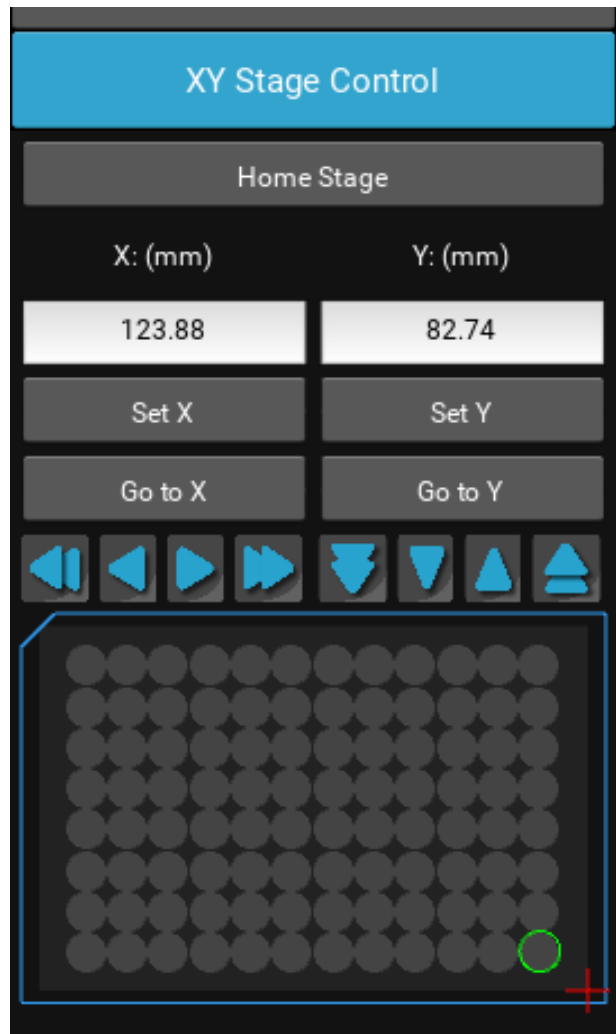 XY Stage Control
Home Stage
X: (mm) Y: (mm)
123.88 82.74
Set X Set Y
Go to X Go to Y